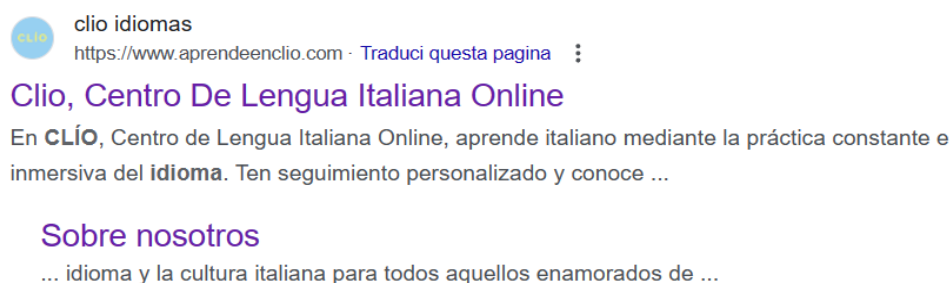 CLIO
clio idiomas
https://www.aprendeenclio.com · Traduci questa pagina
Clio, Centro De Lengua Italiana Online
En CLÍO, Centro de Lengua Italiana Online, aprende italiano mediante la práctica constante e
inmersiva del idioma. Ten seguimiento personalizado y conoce ...
Sobre nosotros
... idioma y la cultura italiana para todos aquellos enamorados de ...